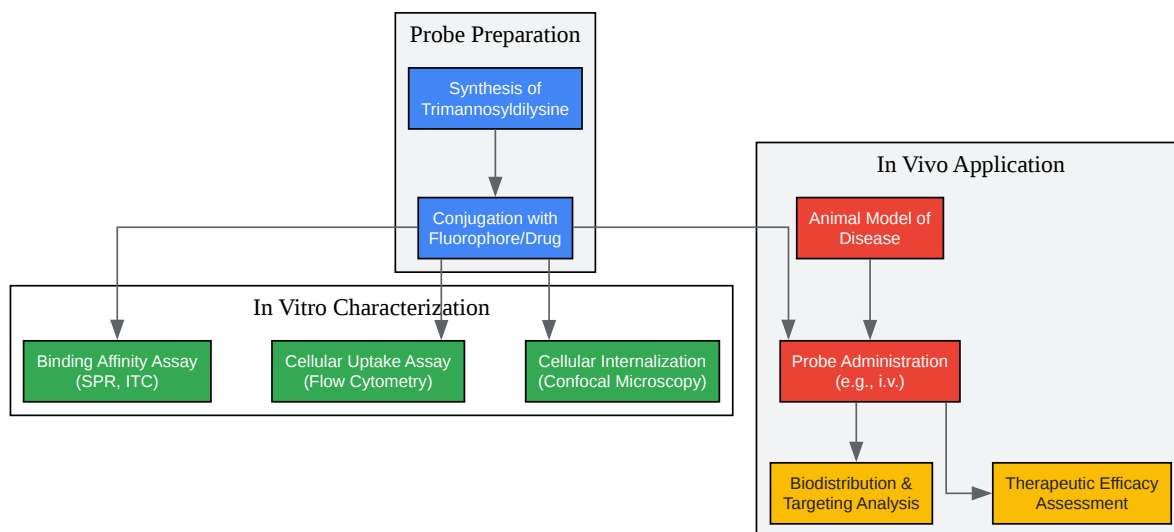 Probe Preparation
Synthesis of
Trimannosyldilysine
Conjugation with
Fluorophore/Drug
In Vitro Characterization
Binding Affinity Assay
(SPR, ITC)
Cellular Uptake Assay
(Flow Cytometry)
Cellular Internalization
(Confocal Microscopy)
In Vivo Application
Animal Model of
Disease
Probe Administration
(e.g., i.v.)
Biodistribution &
Targeting Analysis
Therapeutic Efficacy
Assessment